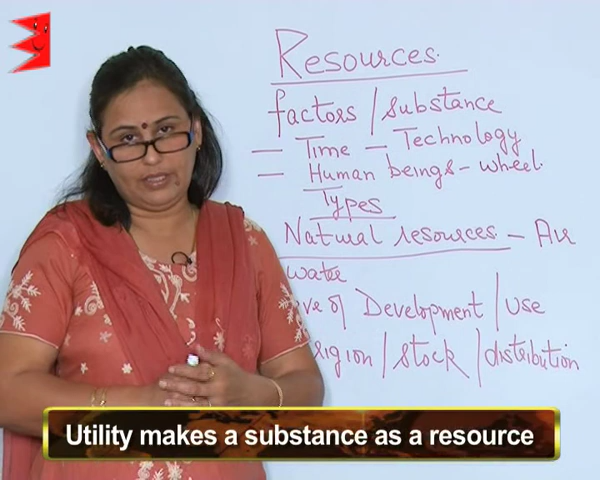 Resources.
factors / substance
— Time — Technology
— Human beings - wheel.
Types
Natural resources - Air
water
of Development / Use
/ stock / distribution
Utility makes a substance as a resource